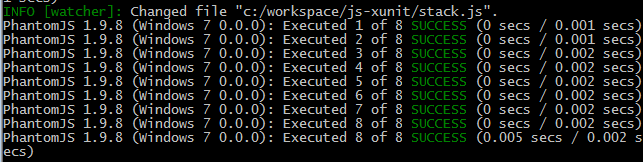 INFO [watcher]: Changed file "c:/workspace/js-xunit/stack.js".
PhantomJS 1.9.8 (Windows 7 0.0.0): Executed 1 of 8 SUCCESS (0 secs / 0.001 secs)
PhantomJS 1.9.8 (Windows 7 0.0.0): Executed 2 of 8 SUCCESS (0 secs / 0.001 secs)
PhantomJS 1.9.8 (Windows 7 0.0.0): Executed 3 of 8 SUCCESS (0 secs / 0.002 secs)
PhantomJS 1.9.8 (Windows 7 0.0.0): Executed 4 of 8 SUCCESS (0 secs / 0.002 secs)
PhantomJS 1.9.8 (Windows 7 0.0.0): Executed 5 of 8 SUCCESS (0 secs / 0.002 secs)
PhantomJS 1.9.8 (Windows 7 0.0.0): Executed 6 of 8 SUCCESS (0 secs / 0.002 secs)
PhantomJS 1.9.8 (Windows 7 0.0.0): Executed 7 of 8 SUCCESS (0 secs / 0.002 secs)
PhantomJS 1.9.8 (Windows 7 0.0.0): Executed 8 of 8 SUCCESS (0 secs / 0.002 secs)
PhantomJS 1.9.8 (Windows 7 0.0.0): Executed 8 of 8 SUCCESS (0.005 secs / 0.002 s
ecs)